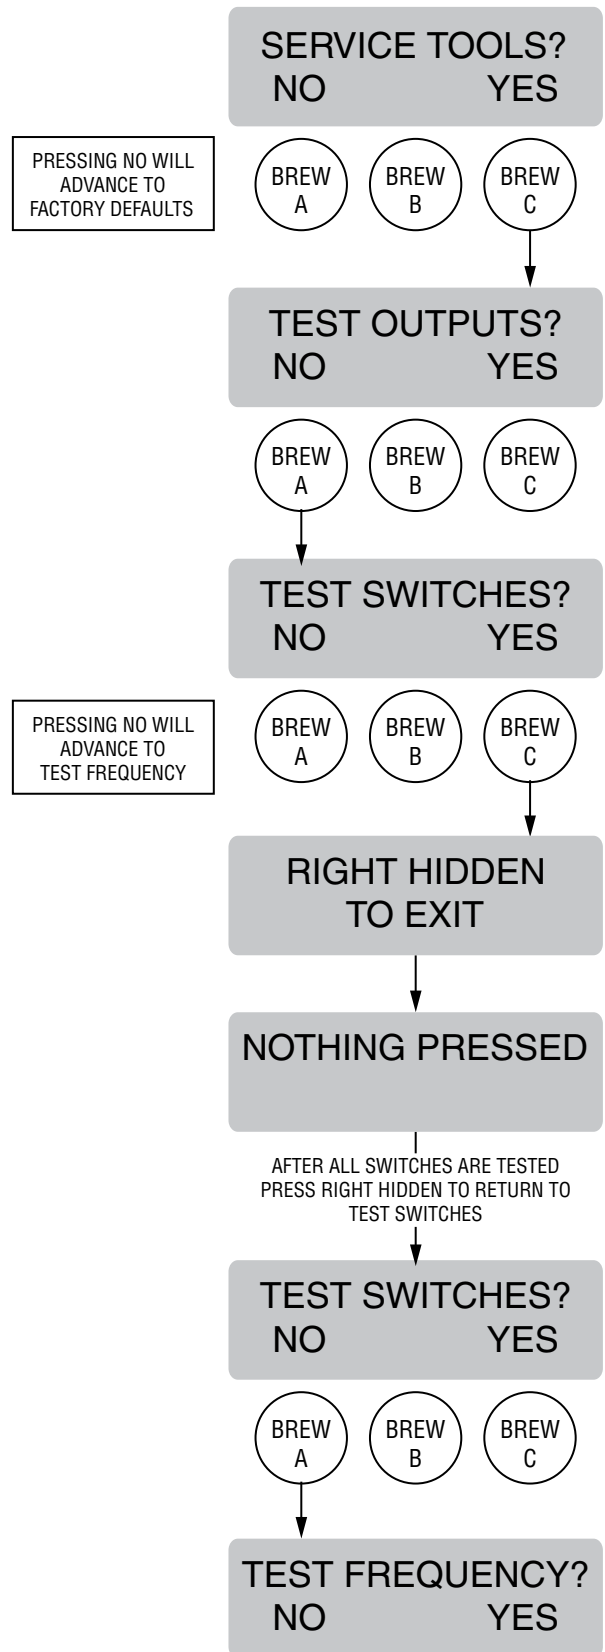 SERVICE TOOLS?
NO YES
PRESSING NO WILL
ADVANCE TO
FACTORY DEFAULTS
BREW
A
BREW
B
BREW
C
TEST OUTPUTS?
NO YES
BREW
A
BREW
B
BREW
C
TEST SWITCHES?
NO YES
PRESSING NO WILL
ADVANCE TO
TEST FREQUENCY
BREW
A
BREW
B
BREW
C
RIGHT HIDDEN
TO EXIT
NOTHING PRESSED
AFTER ALL SWITCHES ARE TESTED
PRESS RIGHT HIDDEN TO RETURN TO
TEST SWITCHES
TEST SWITCHES?
NO YES
BREW
A
BREW
B
BREW
C
TEST FREQUENCY?
NO YES